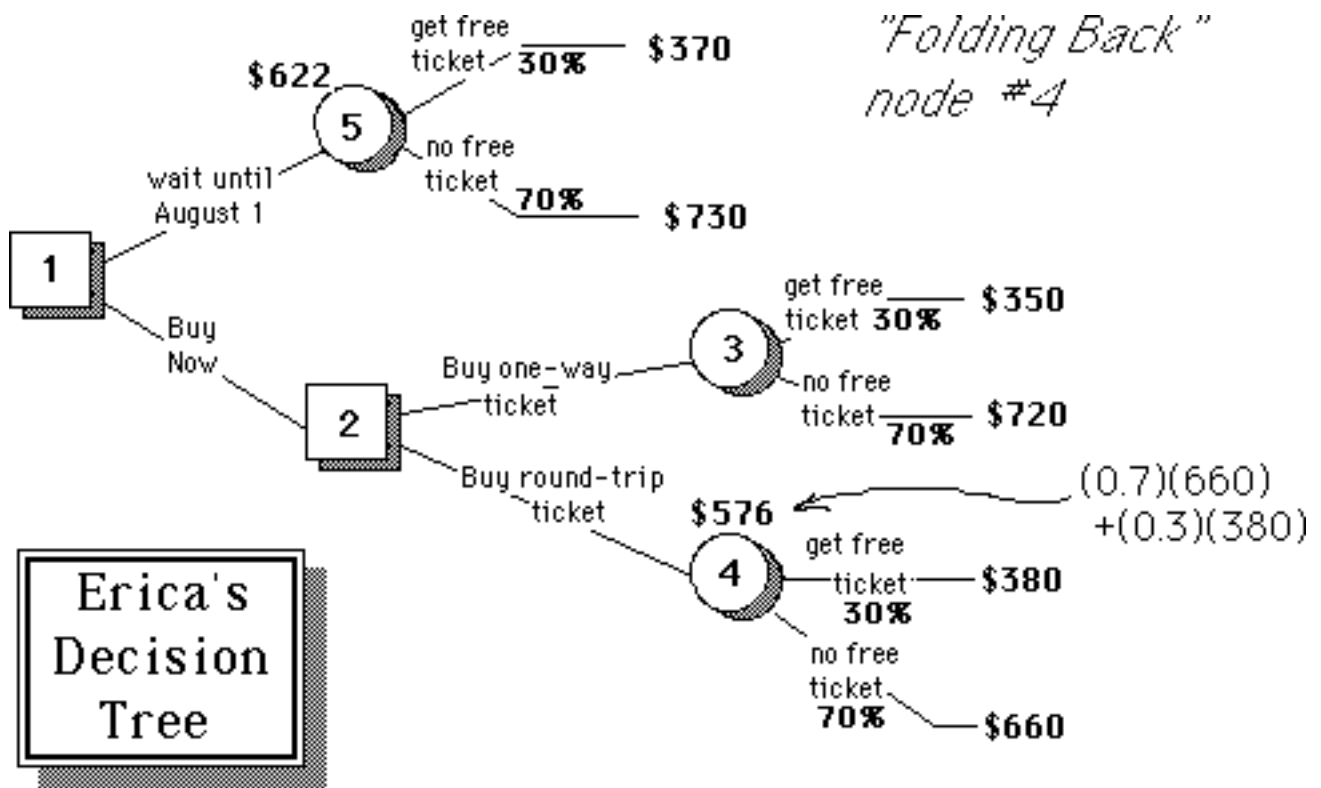 get free
ticket 30% $370
"Folding Back"
node #4
$622
5
no free
ticket
70% $730
wait until
August 1
1
Buy
Now
2
Buy one-way
ticket
3
get free
ticket 30% $350
no free
ticket
70% $720
Buy round-trip
ticket
$576
(0.7)(660)
+(0.3)(380)
4
get free
ticket
30%
$380
no free
ticket
70%
$660
Erica's
Decision
Tree